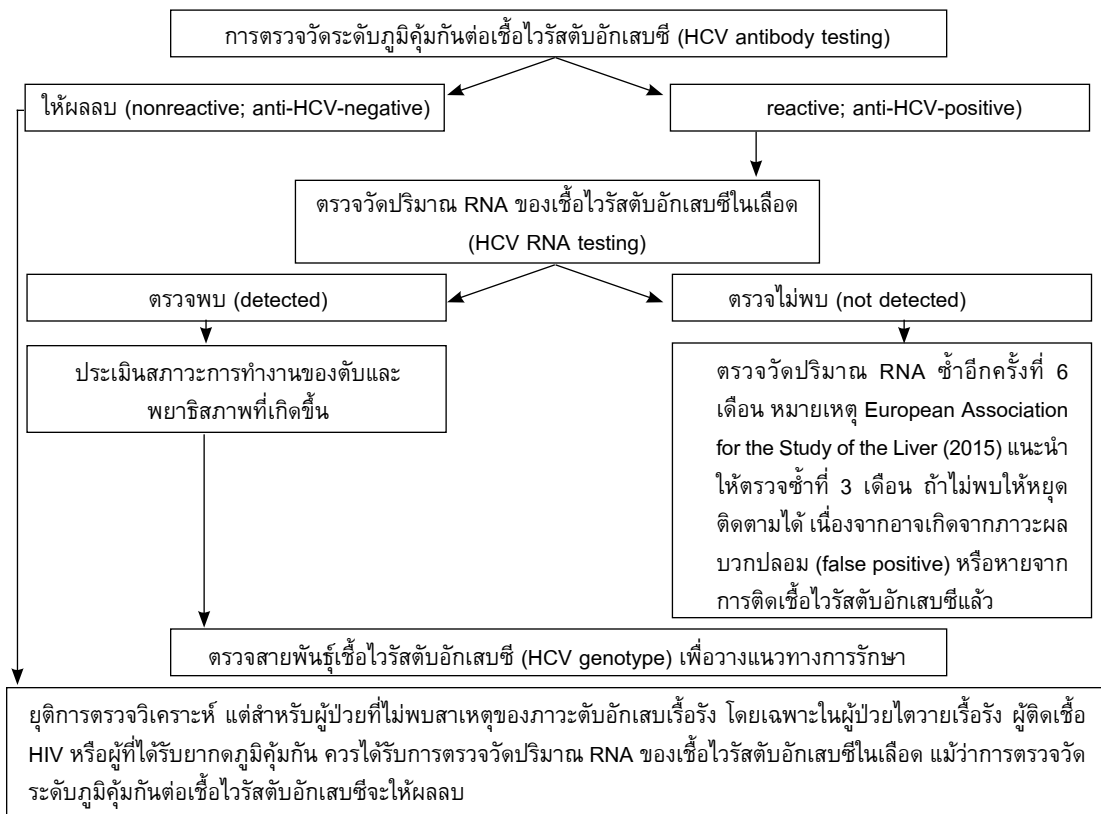 การตรวจวัดระดับภูมิคุ้มกันต่อเชื้อไวรัสตับอักเสบซี (HCV antibody testing)
ให้ผลลบ (nonreactive; anti-HCV-negative)
reactive; anti-HCV-positive)
ตรวจวัดปริมาณ RNA ของเชื้อไวรัสตับอักเสบซีในเลือด
(HCV RNA testing)
ตรวจพบ (detected)
ตรวจไม่พบ (not detected)
ประเมินสภาวะการทำงานของตับและ
พยาธิสภาพที่เกิดขึ้น
ตรวจวัดปริมาณ RNA ซ้ำอีกครั้งที่ 6
เดือน หมายเหตุ European Association
for the Study of the Liver (2015) แนะนำ
ให้ตรวจซ้ำที่ 3 เดือน ถ้าไม่พบให้หยุด
ติดตามได้ เนื่องจากอาจเกิดจากภาวะผล
บวกปลอม (false positive) หรือหายจาก
การติดเชื้อไวรัสตับอักเสบซีแล้ว
ตรวจสายพันธุ์เชื้อไวรัสตับอักเสบซี (HCV genotype) เพื่อวางแนวทางการรักษา
ยุติการตรวจวิเคราะห์ แต่สำหรับผู้ป่วยที่ไม่พบสาเหตุของภาวะตับอักเสบเรื้อรัง โดยเฉพาะในผู้ป่วยไตวายเรื้อรัง ผู้ติดเชื้อ
HIV หรือผู้ที่ได้รับยากดภูมิคุ้มกัน ควรได้รับการตรวจวัดปริมาณ RNA ของเชื้อไวรัสตับอักเสบซีในเลือด แม้ว่าการตรวจวัด
ระดับภูมิคุ้มกันต่อเชื้อไวรัสตับอักเสบซีจะให้ผลลบ